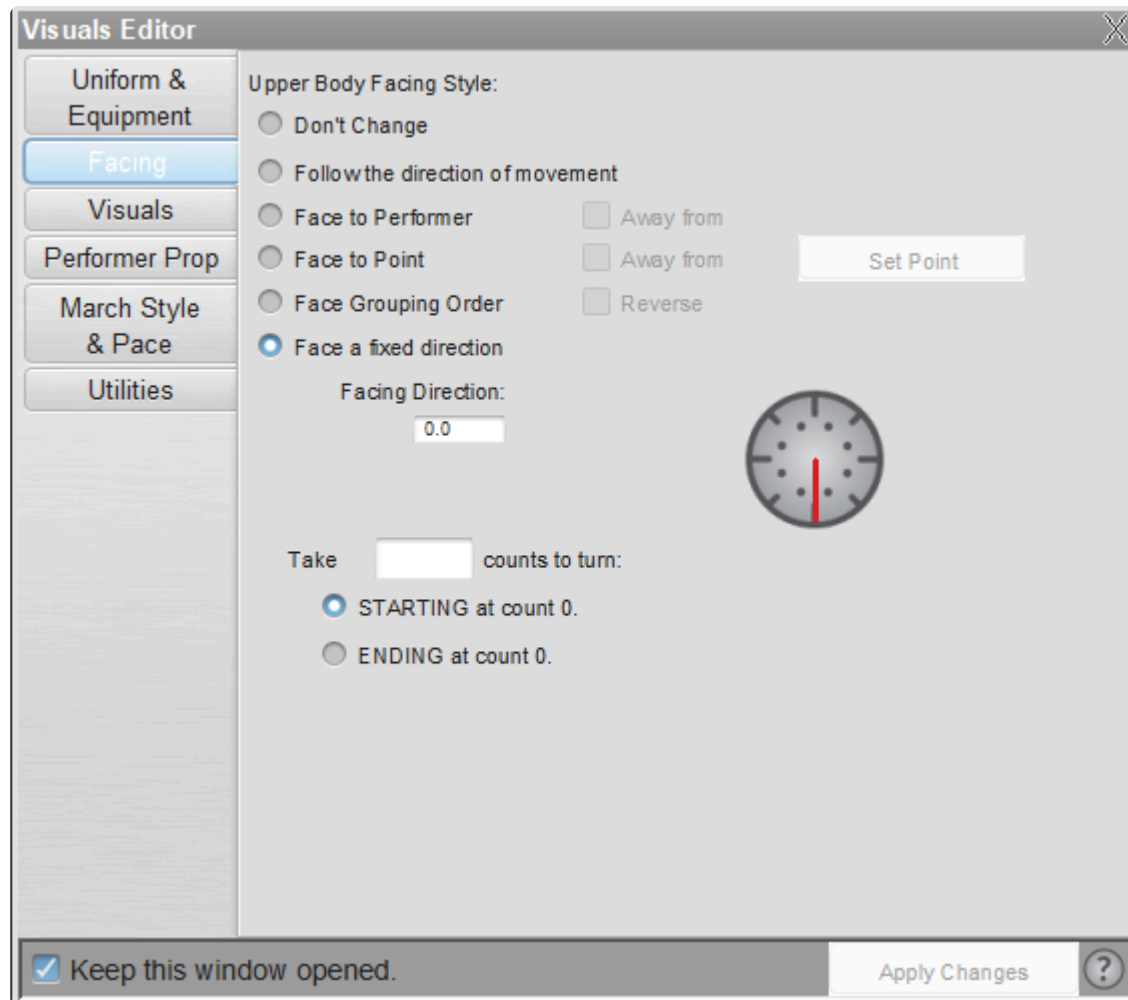 Visuals Editor
X
Uniform &
Equipment
Facing
Visuals
Performer Prop
March Style
& Pace
Utilities
Upper Body Facing Style:
Don't Change
Follow the direction of movement
Face to Performer Away from
Face to Point Away from Set Point
Face Grouping Order Reverse
Face a fixed direction
Facing Direction:
0.0
Take counts to turn:
STARTING at count 0.
ENDING at count 0.
Keep this window opened. Apply Changes ?